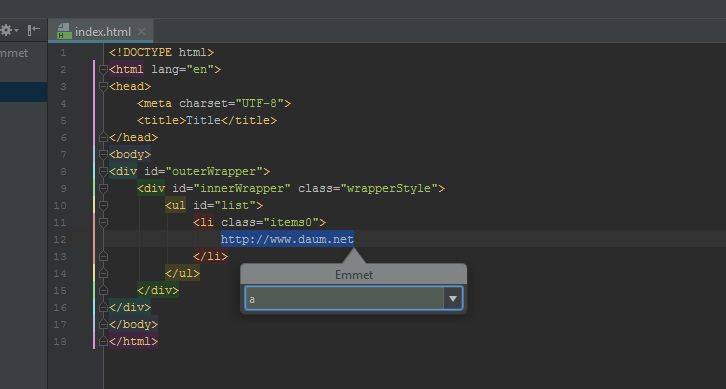 mmet
index.html
1 <!DOCTYPE html>
2 <html lang="en">
3 <head>
4 <meta charset="UTF-8">
5 <title>Title</title>
6 </head>
7 <body>
8 <div id="outerWrapper">
9 <div id="innerWrapper" class="wrapperStyle">
10 <ul id="list">
11 <li class="items0">
12 http://www.daum.net
13 </li>
14 </ul>
15 </div>
16 </div>
17 </body>
18 </html>
Emmet
a